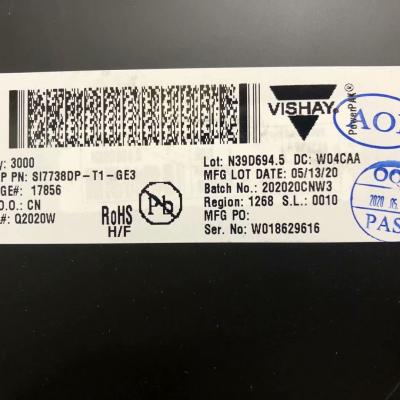 VISHAY®
PowerPAK®
y: 3000
P PN: SI7738DP-T1-GE3
GE#: 17856
O.O.: CN
#: Q2020W
RoHS
H/F
Pb
Lot: N39D694.5 DC: W04CAA
MFG LOT DATE: 05/13/20
Batch No.: 202020CNW3
Region: 1268 S.L.: 0010
MFG PO:
Ser. No: W018629616
2020.05.
PAS